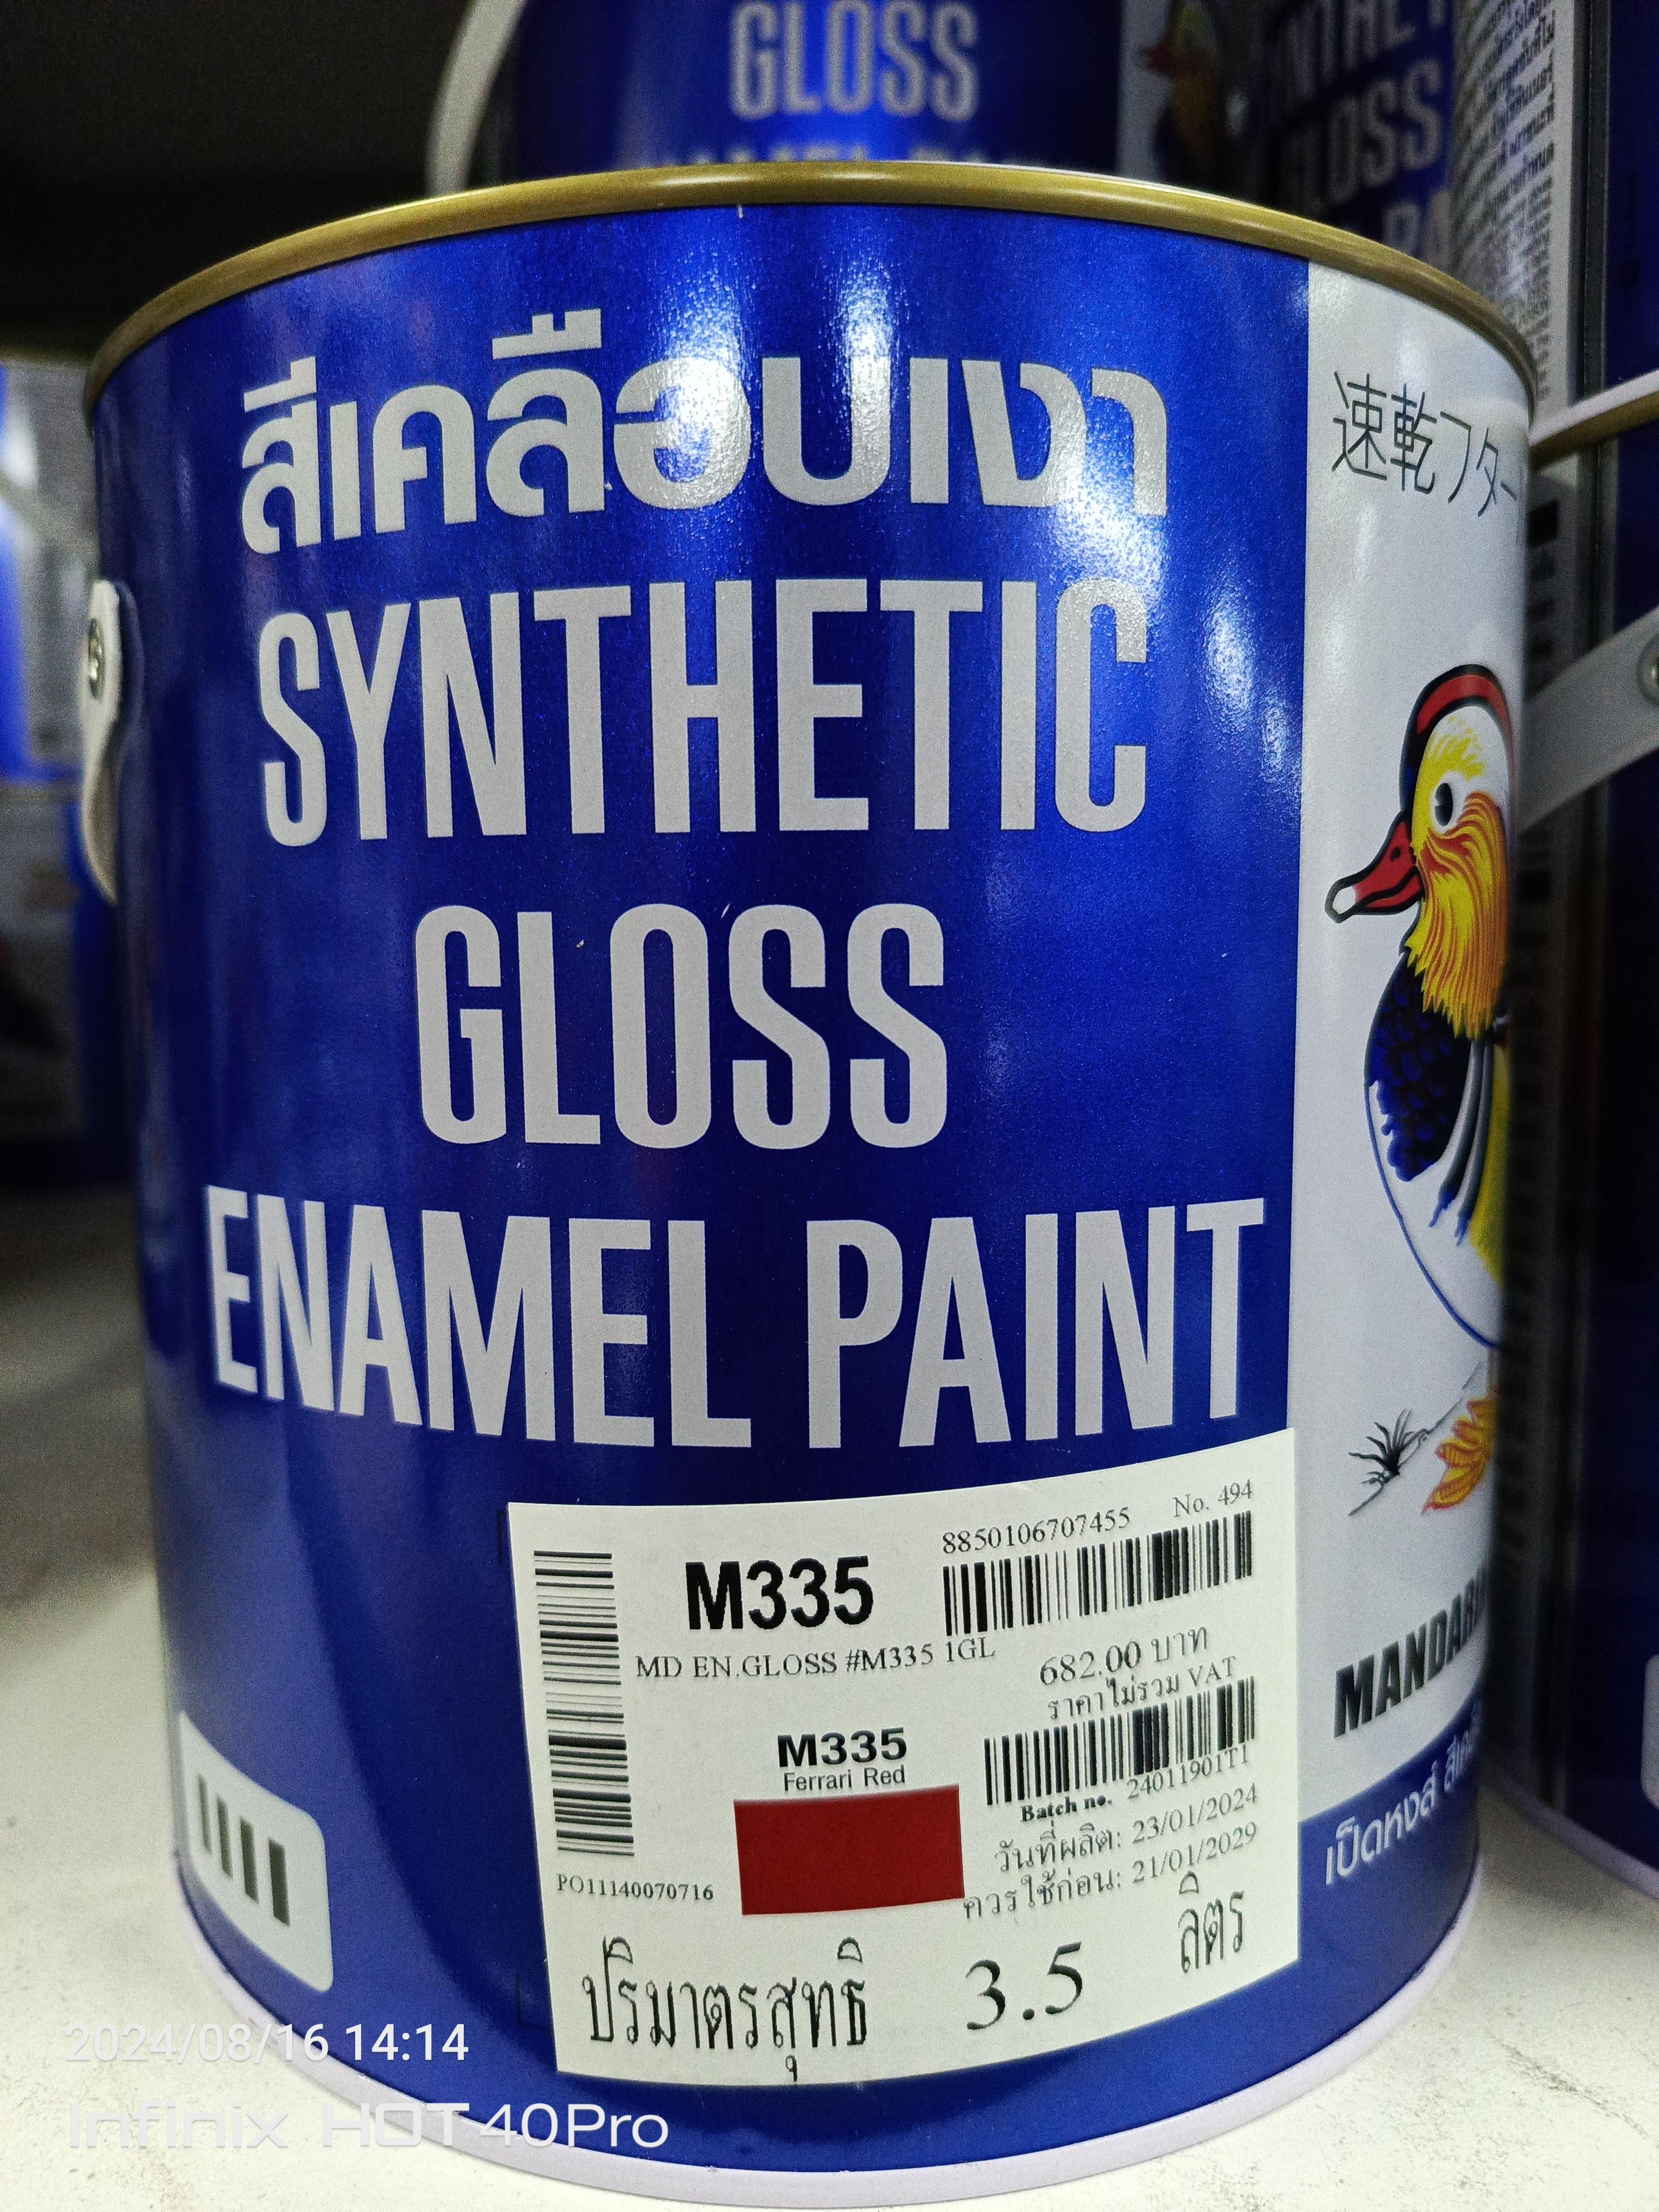 GLOSS
GLOSS
สีเคลือบเงา
速乾フタ
SYNTHETIC
GLOSS
ENAMEL PAINT
M335
8850106707455 No. 494
MD EN.GLOSS #M335 1GL
682.00 บาท
ราคาไม่รวม VAT
M335
Ferrari Red
Batch no. 24011901T1
วันที่ผลิต: 23/01/2024
ควรใช้ก่อน: 21/01/2029
PO11140070716
ปริมาตรสุทธิ 3.5 ลิตร
เป็ดหงส์
2024/08/16 14:14
Infinix HOT 40Pro